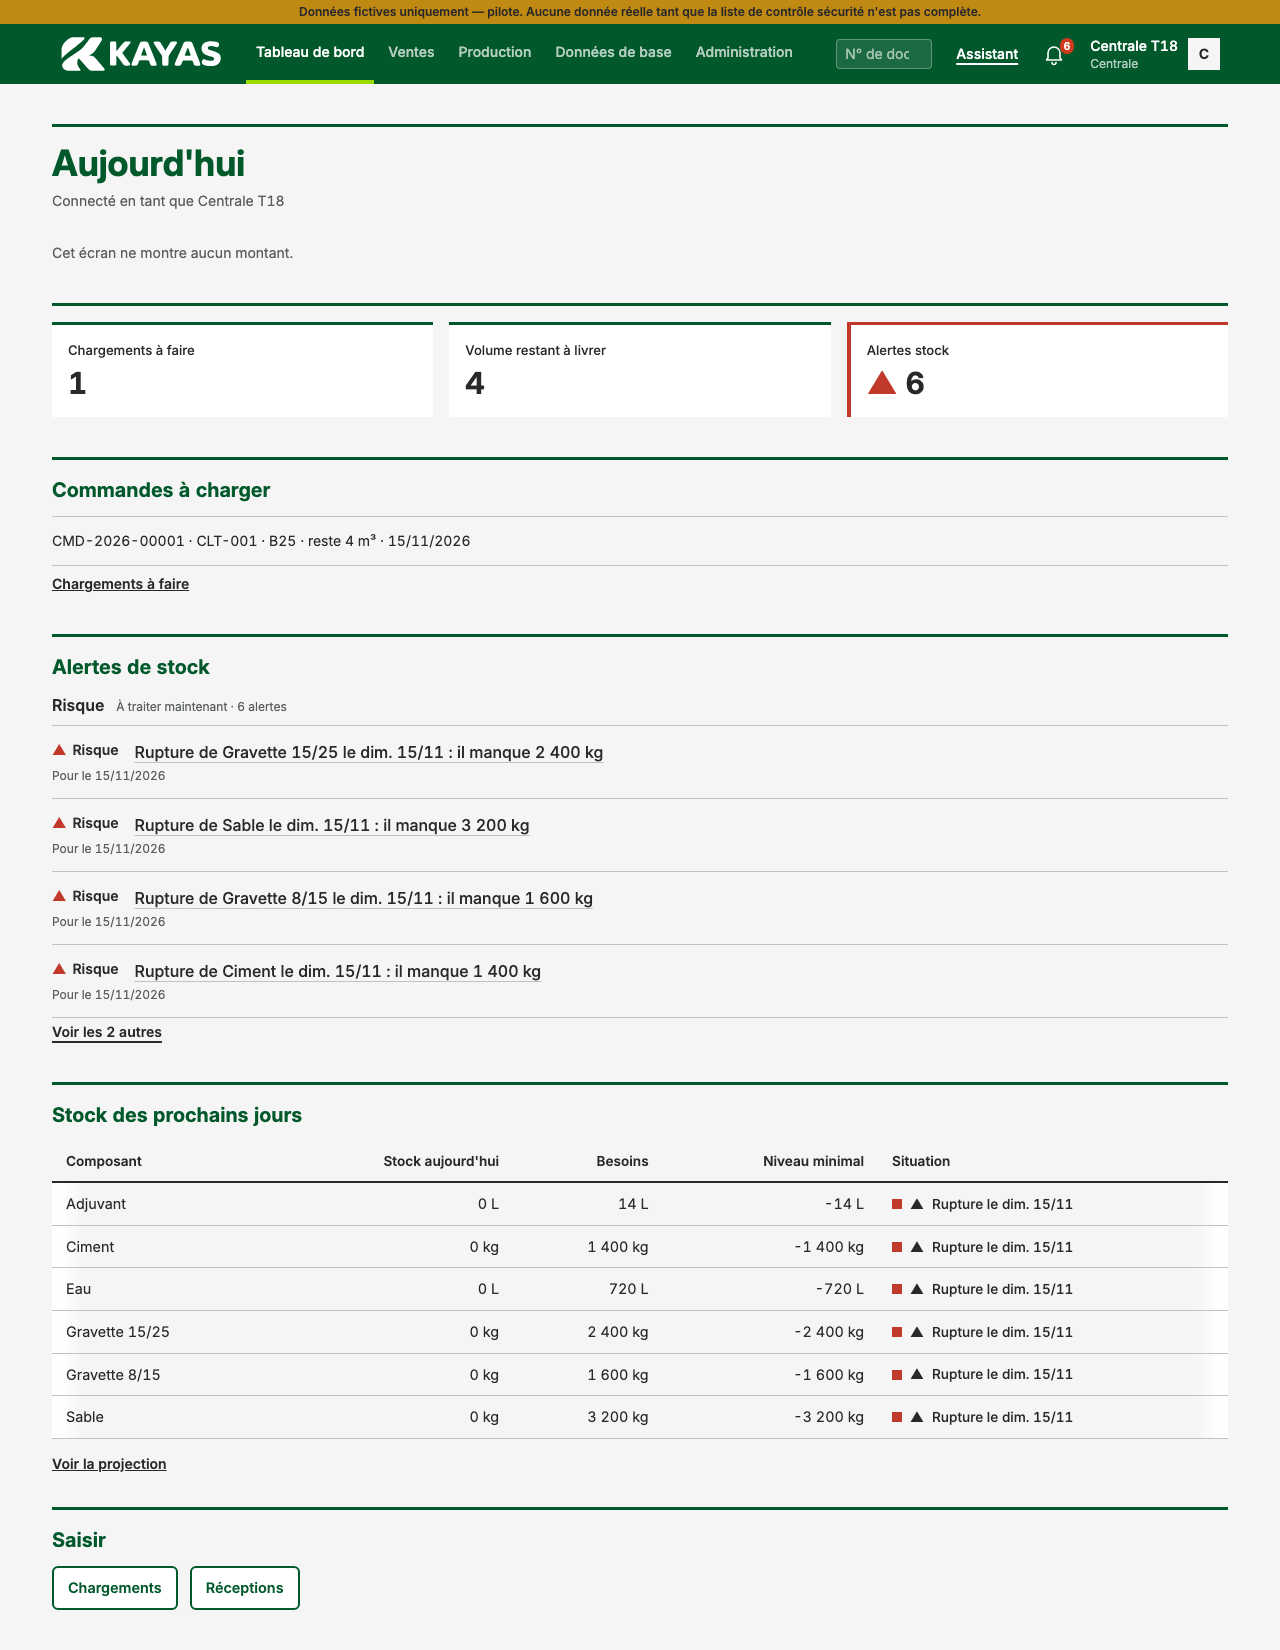 Données fictives uniquement — pilote. Aucune donnée réelle tant que la liste de contrôle sécurité n'est pas complète.
KAYAS
Tableau de bord
Ventes
Production
Données de base
Administration
N° de doc
Assistant
6
Centrale T18
Centrale
C
Aujourd'hui
Connecté en tant que Centrale T18
Cet écran ne montre aucun montant.
Chargements à faire
1
Volume restant à livrer
4
Alertes stock
6
Commandes à charger
CMD-2026-00001 · CLT-001 · B25 · reste 4 m³ · 15/11/2026
Chargements à faire
Alertes de stock
Risque À traiter maintenant · 6 alertes
Risque Rupture de Gravette 15/25 le dim. 15/11 : il manque 2 400 kg
Pour le 15/11/2026
Risque Rupture de Sable le dim. 15/11 : il manque 3 200 kg
Pour le 15/11/2026
Risque Rupture de Gravette 8/15 le dim. 15/11 : il manque 1 600 kg
Pour le 15/11/2026
Risque Rupture de Ciment le dim. 15/11 : il manque 1 400 kg
Pour le 15/11/2026
Voir les 2 autres
Stock des prochains jours
Composant Stock aujourd'hui Besoins Niveau minimal Situation
Adjuvant 0 L 14 L -14 L Rupture le dim. 15/11
Ciment 0 kg 1 400 kg -1 400 kg Rupture le dim. 15/11
Eau 0 L 720 L -720 L Rupture le dim. 15/11
Gravette 15/25 0 kg 2 400 kg -2 400 kg Rupture le dim. 15/11
Gravette 8/15 0 kg 1 600 kg -1 600 kg Rupture le dim. 15/11
Sable 0 kg 3 200 kg -3 200 kg Rupture le dim. 15/11
Voir la projection
Saisir
Chargements
Réceptions